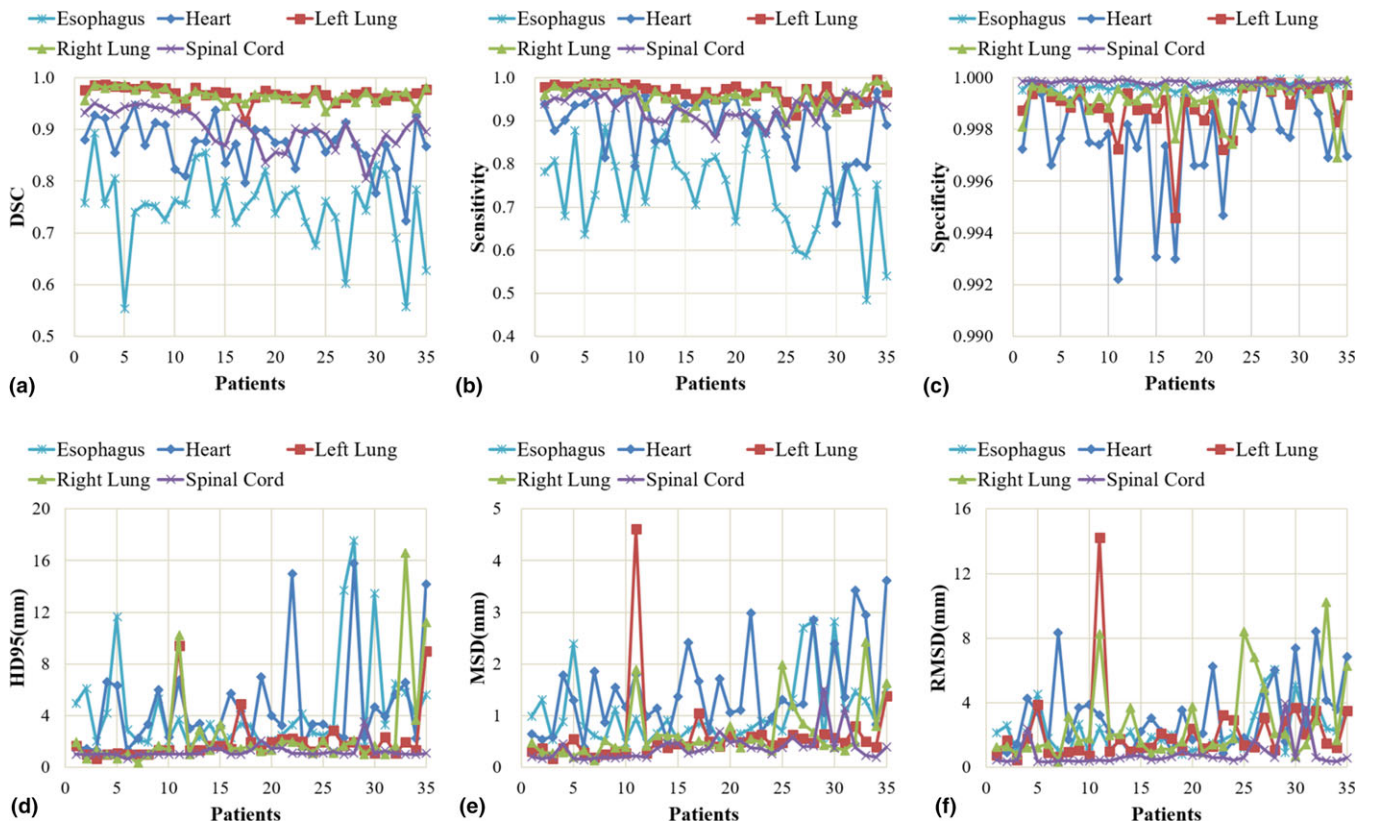 Esophagus Heart Left Lung
Right Lung Spinal Cord
1.0
0.9
0.8
0.7
0.6
0.5
DSC
0 5 10 15 20 25 30 35
Patients
(a)
Esophagus Heart Left Lung
Right Lung Spinal Cord
1.0
0.9
0.8
0.7
0.6
0.5
0.4
Sensitivity
0 5 10 15 20 25 30 35
Patients
(b)
Esophagus Heart Left Lung
Right Lung Spinal Cord
1.000
0.998
0.996
0.994
0.992
0.990
Specificity
0 5 10 15 20 25 30 35
Patients
(c)
Esophagus Heart Left Lung
Right Lung Spinal Cord
20
16
12
8
4
0
HD95(mm)
0 5 10 15 20 25 30 35
Patients
(d)
Esophagus Heart Left Lung
Right Lung Spinal Cord
5
4
3
2
1
0
MSD(mm)
0 5 10 15 20 25 30 35
Patients
(e)
Esophagus Heart Left Lung
Right Lung Spinal Cord
16
12
8
4
0
RMSD(mm)
0 5 10 15 20 25 30 35
Patients
(f)